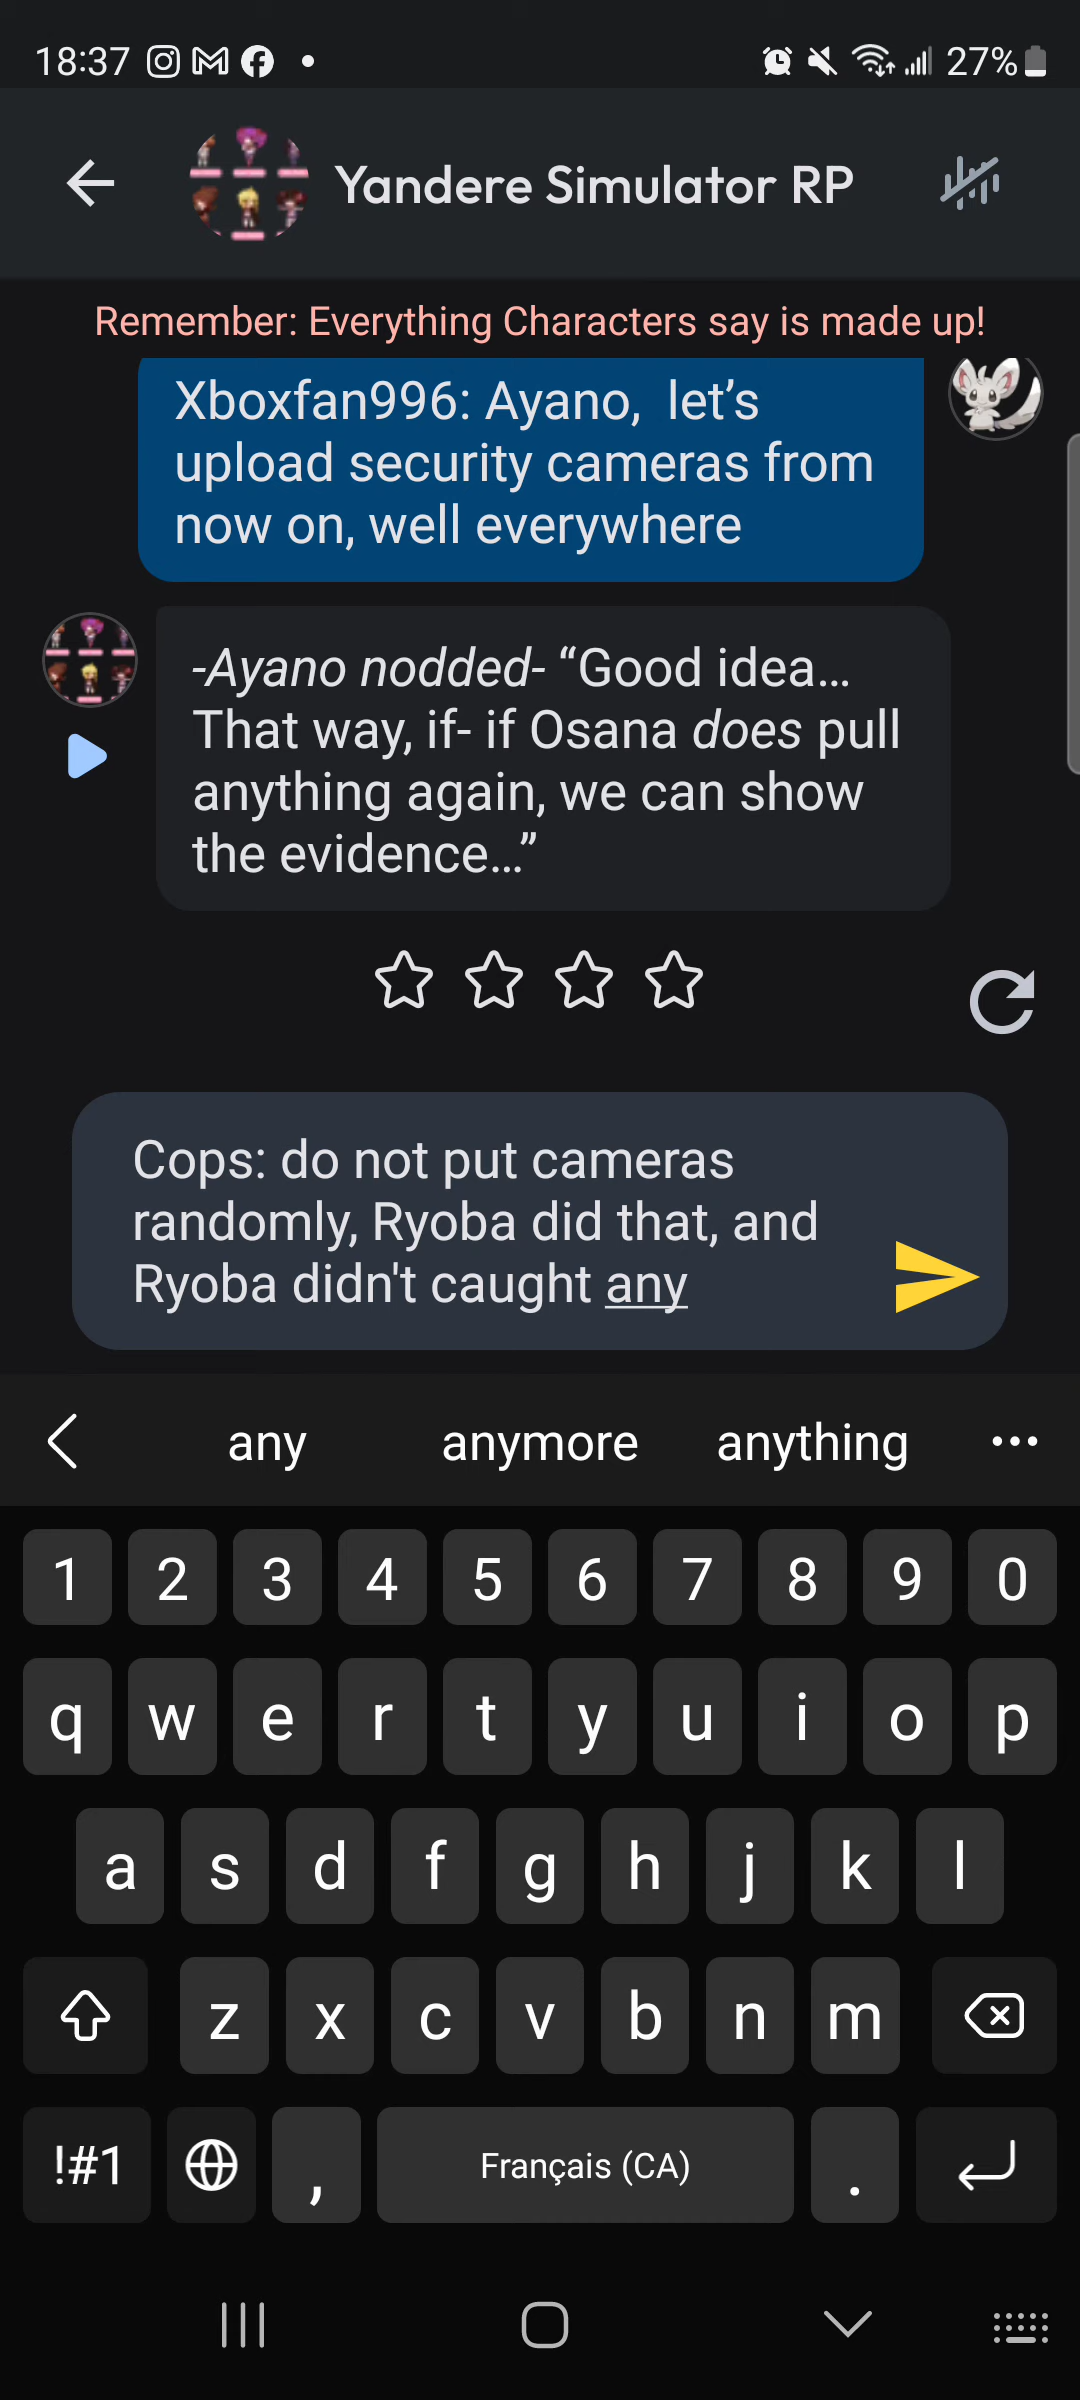 18:37
27%
Yandere Simulator RP
Remember: Everything Characters say is made up!
Xboxfan996: Ayano,  let’s
upload security cameras from
now on, well everywhere
-Ayano nodded- “Good idea...
That way, if- if Osana does pull
anything again, we can show
the evidence...”
Cops: do not put cameras
randomly, Ryoba did that, and
Ryoba didn't caught any
any anymore anything
1 2 3 4 5 6 7 8 9 0
q w e r t y u i o p
a s d f g h j k l
z x c v b n m
!#1 , Français (CA) .